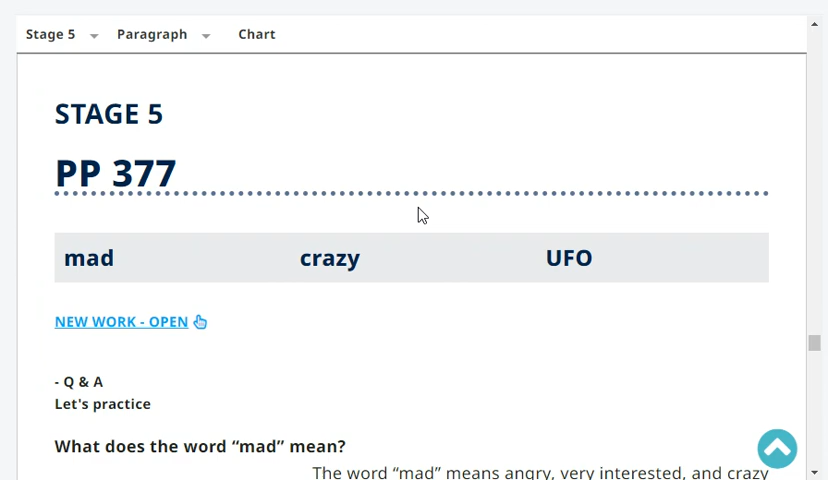 Stage 5 Paragraph Chart
STAGE 5
PP 377
mad crazy UFO
NEW WORK - OPEN
- Q & A
Let's practice
What does the word “mad” mean?
The word “mad” means angry, very interested, and crazy